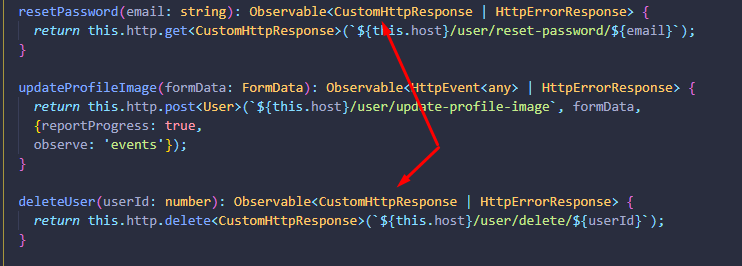 resetPassword(email: string): Observable<CustomHttpResponse | HttpErrorResponse> {
return this.http.get<CustomHttpResponse>(`${this.host}/user/reset-password/${email}`);
}
updateProfileImage(formData: FormData): Observable<HttpEvent<any> | HttpErrorResponse> {
return this.http.post<User>(`${this.host}/user/update-profile-image`, formData,
{reportProgress: true,
observe: 'events'});
}
deleteUser(userId: number): Observable<CustomHttpResponse | HttpErrorResponse> {
return this.http.delete<CustomHttpResponse>(`${this.host}/user/delete/${userId}`);
}